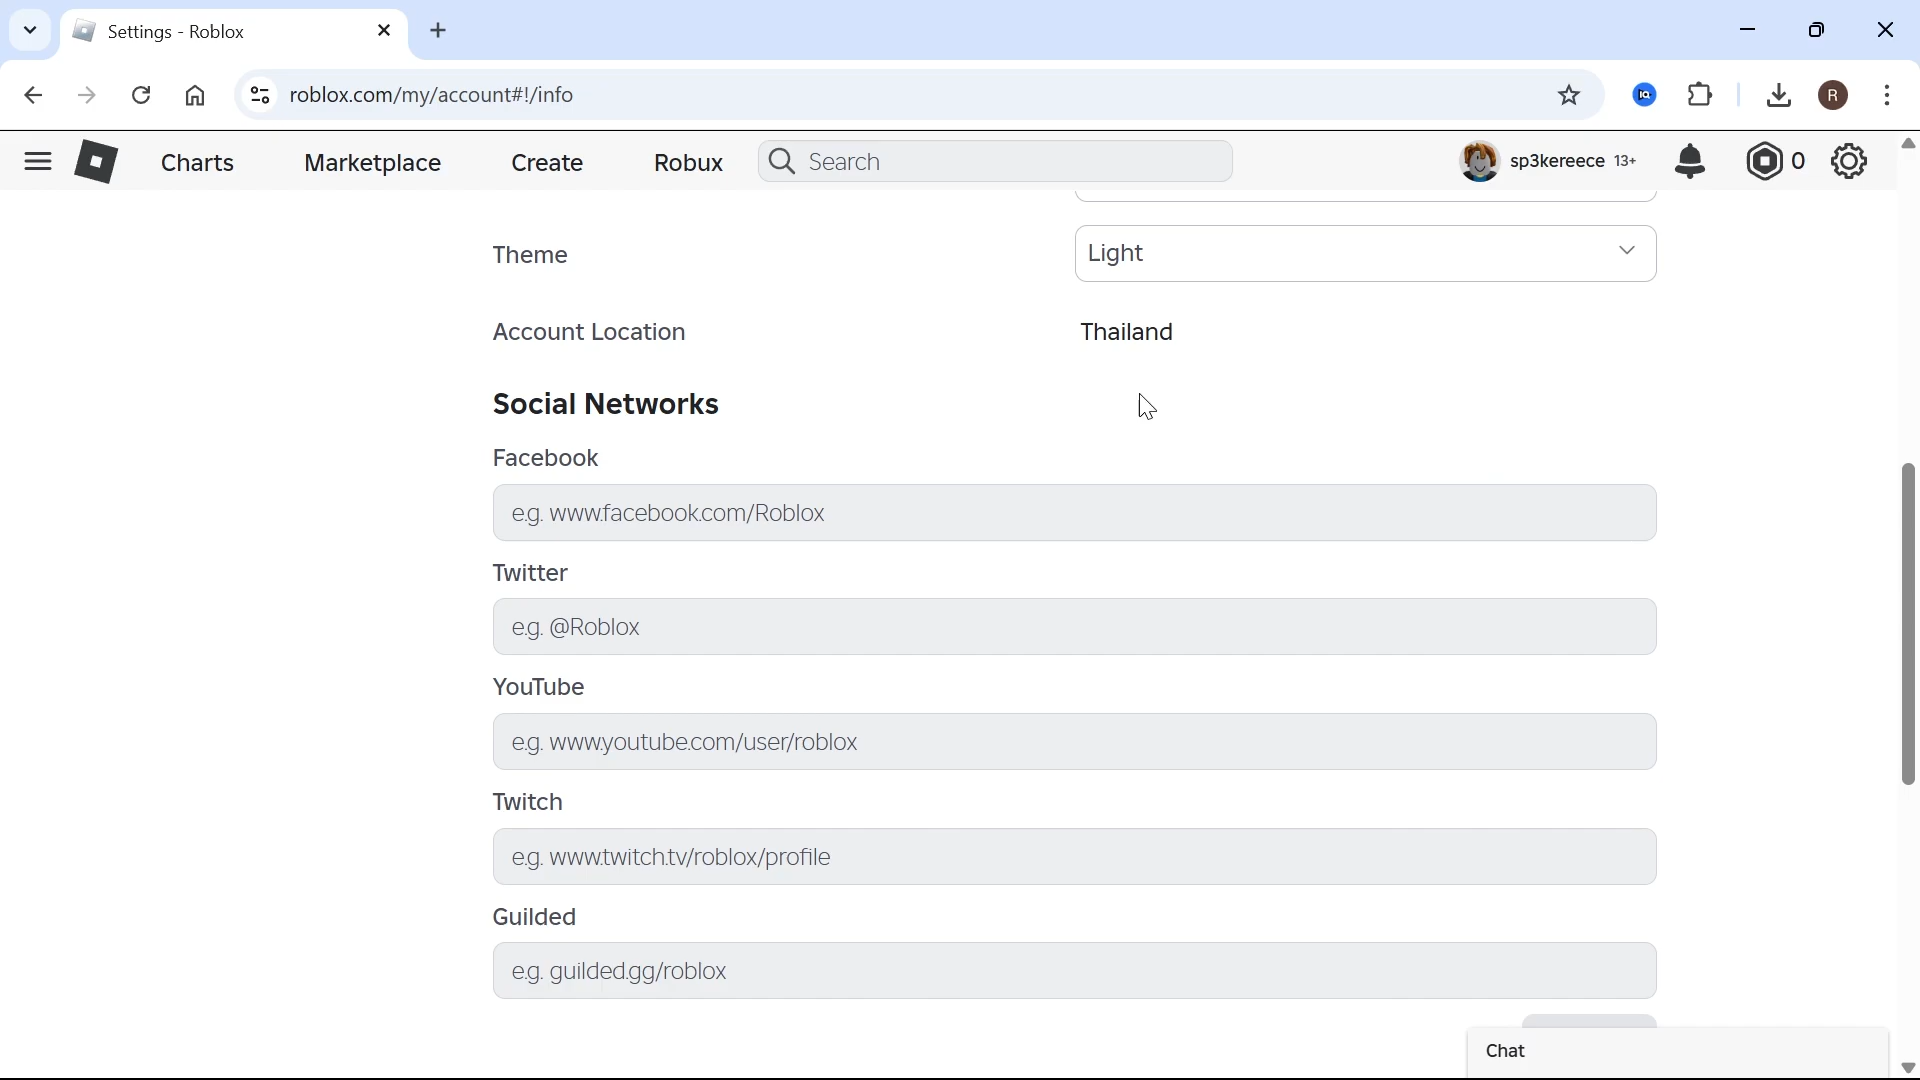 Settings - Roblox
roblox.com/my/account#!/info
R
Charts
Marketplace
Create
Robux
Search
sp3kereece 13+
0
Theme
Light
Account Location
Thailand
Social Networks
Facebook
e.g. www.facebook.com/Roblox
Twitter
e.g. @Roblox
YouTube
e.g. www.youtube.com/user/roblox
Twitch
e.g. www.twitch.tv/roblox/profile
Guilded
e.g. guilded.gg/roblox
Chat